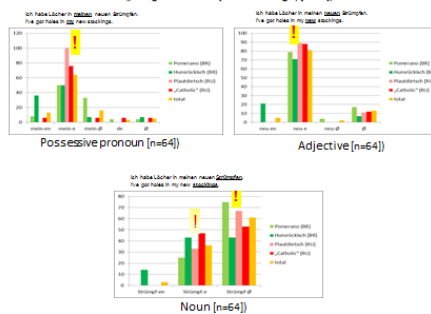 Ich habe Löcher in meinen neuen Strümpfen.
I've got holes in my new stockings.
!
120
100
80
60
40
20
0
mein-en
mein-e
mein-Ø
de
Ø
Pomerano (BR)
Hunsrückisch (BR)
Plautdietsch (RU)
„Catholic“ (RU)
total
Possessive pronoun [n=64])
Ich habe Löcher in meinen neuen Strümpfen.
I've got holes in my new stockings.
!
100
90
80
70
60
50
40
30
20
10
0
neu-en
neu-e
neu-Ø
Ø
Pomerano (BR)
Hunsrückisch (BR)
Plautdietsch (RU)
„Catholic“ (RU)
total
Adjective [n=64])
Ich habe Löcher in meinen neuen Strümpfen.
I've got holes in my new stockings.
!
!
80
70
60
50
40
30
20
10
0
Strümpf-en
Strümpf-e
Strümpf-Ø
Pomerano (BR)
Hunsrückisch (BR)
Plautdietsch (RU)
„Catholic“ (RU)
total
Noun [n=64])